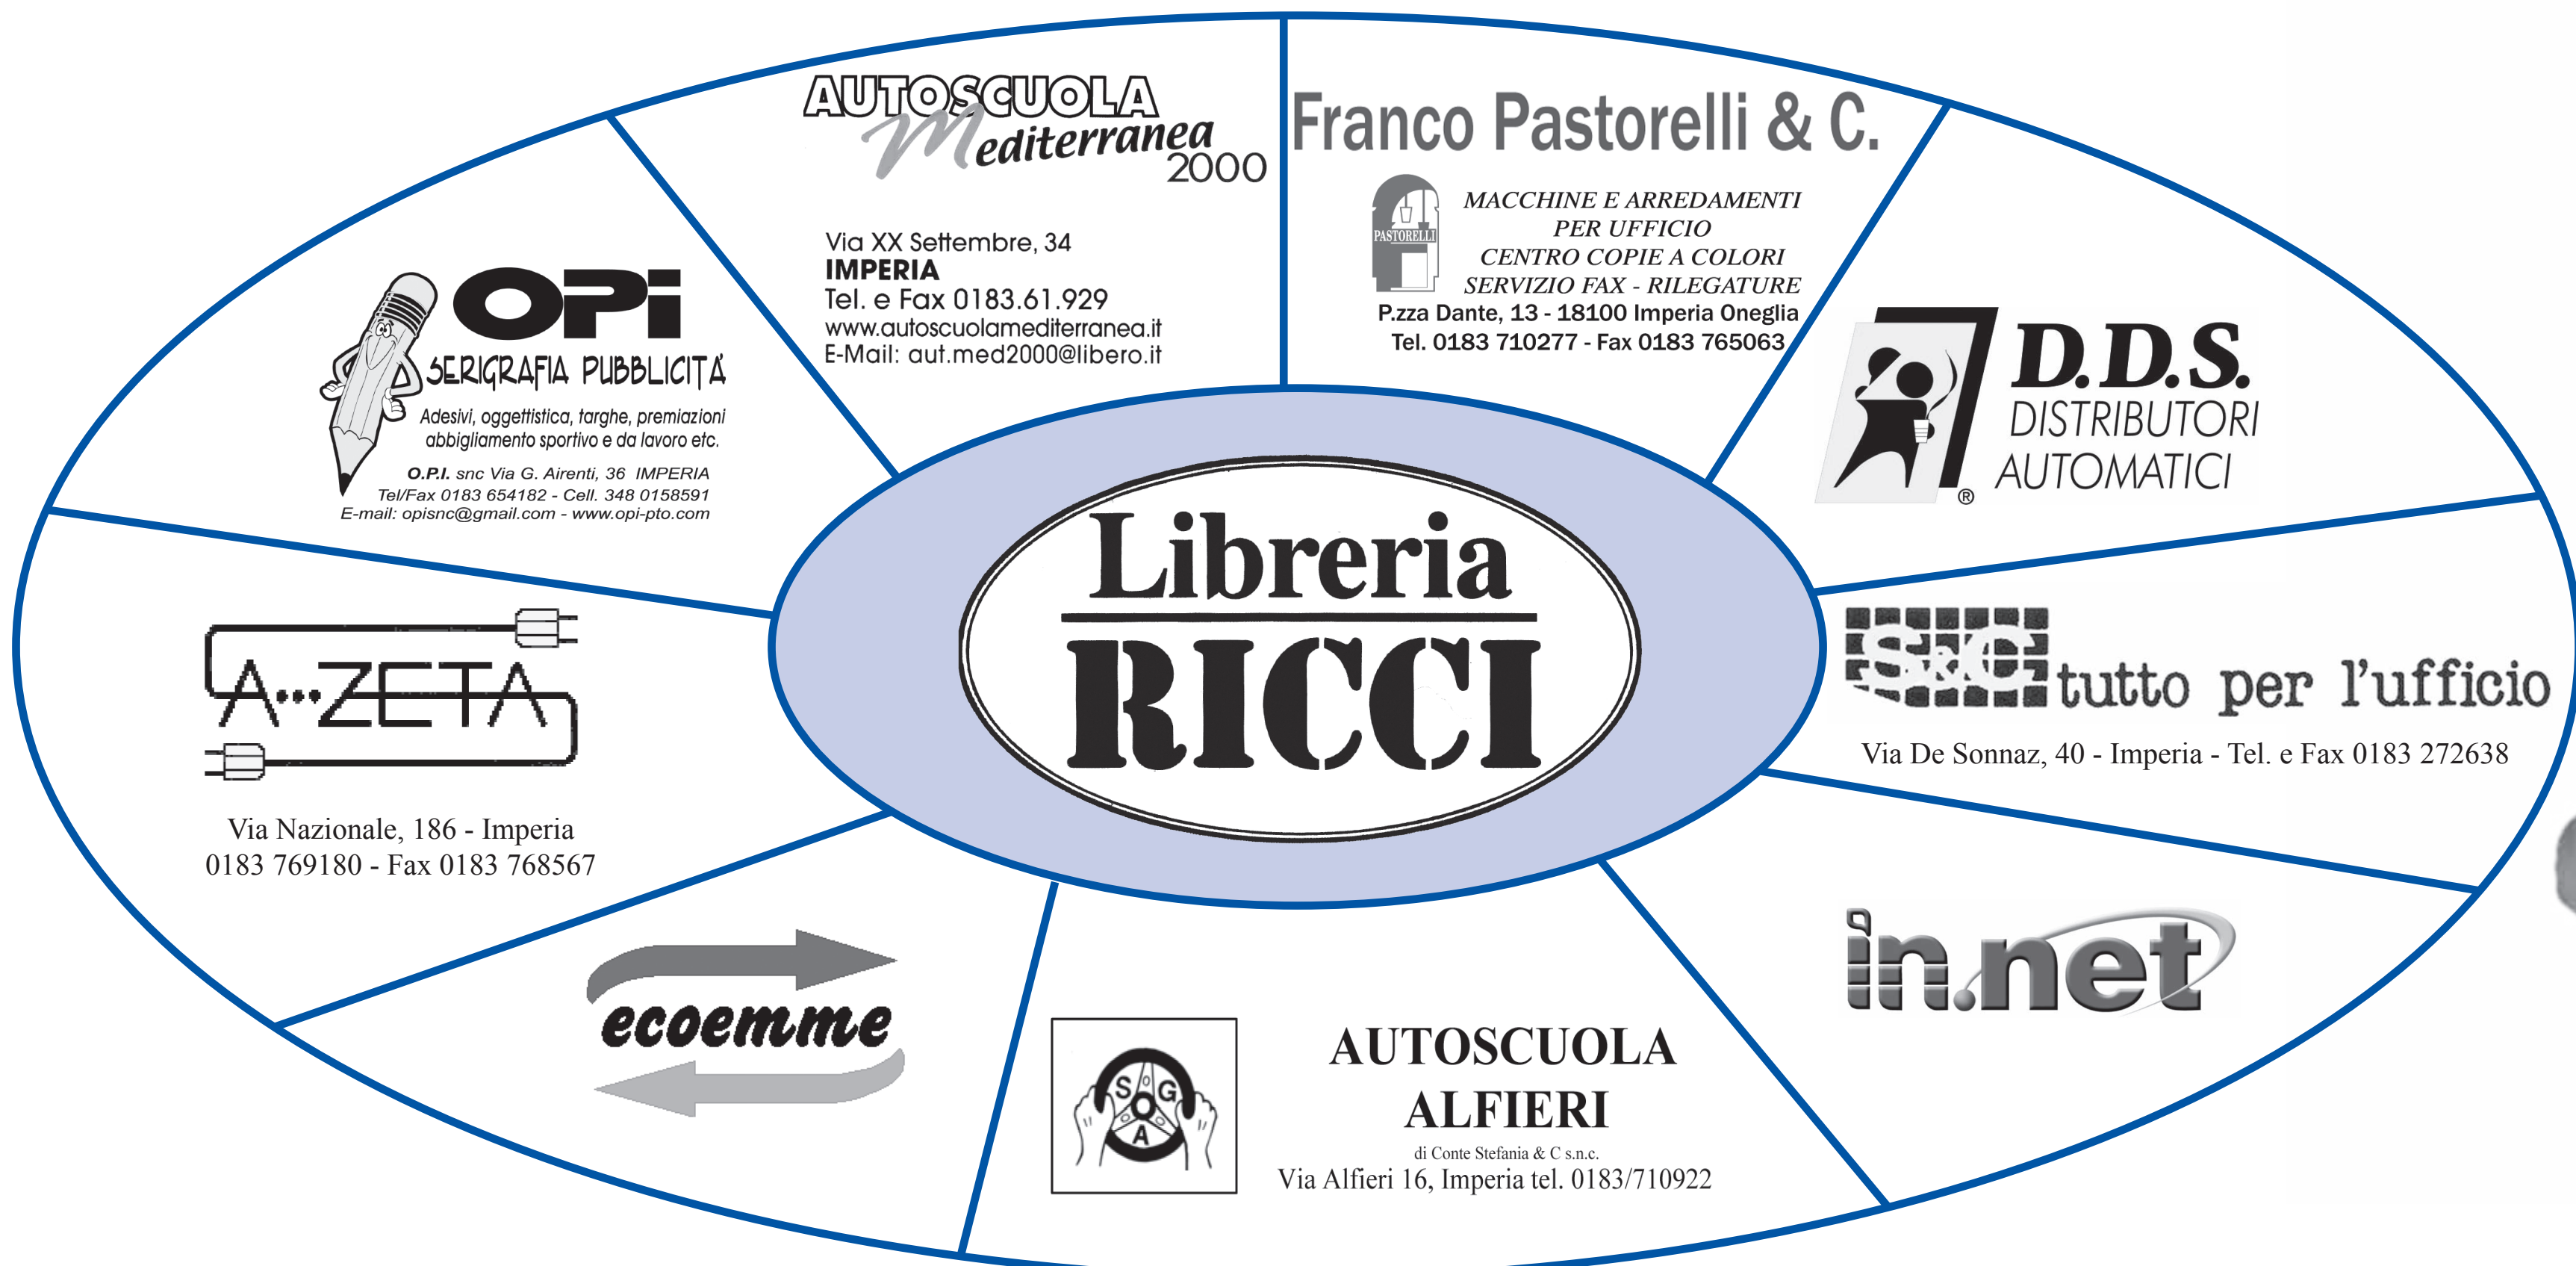 AUTOSCUOLA
Mediterranea
2000
Via XX Settembre, 34
IMPERIA
Tel. e Fax 0183.61.929
www.autoscuolamediterranea.it
E-Mail: aut.med2000@libero.it
Franco Pastorelli & C.
PASTORELLI
MACCHINE E ARREDAMENTI
PER UFFICIO
CENTRO COPIE A COLORI
SERVIZIO FAX - RILEGATURE
P.zza Dante, 13 - 18100 Imperia Oneglia
Tel. 0183 710277 - Fax 0183 765063
OPi
SERIGRAFIA PUBBLICITÁ
Adesivi, oggettistica, targhe, premiazioni
abbigliamento sportivo e da lavoro etc.
O.P.I. snc Via G. Airenti, 36 IMPERIA
Tel/Fax 0183 654182 - Cell. 348 0158591
E-mail: opisnc@gmail.com - www.opi-pto.com
D.D.S.
DISTRIBUTORI
AUTOMATICI
®
Libreria
RICCI
A...ZETA
Via Nazionale, 186 - Imperia
0183 769180 - Fax 0183 768567
S&C tutto per l'ufficio
Via De Sonnaz, 40 - Imperia - Tel. e Fax 0183 272638
ecoemme
S G
A
AUTOSCUOLA
ALFIERI
di Conte Stefania & C s.n.c.
Via Alfieri 16, Imperia tel. 0183/710922
in.net